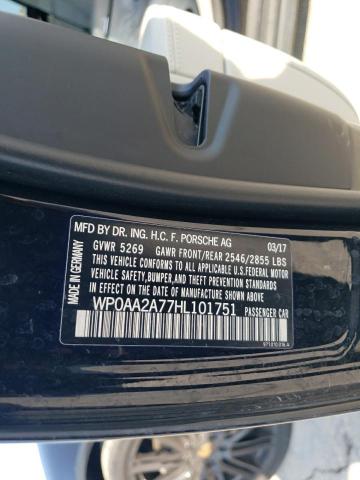 MFD BY DR. ING. H.C. F. PORSCHE AG 03/17
GVWR 5269 GAWR FRONT/REAR 2546/2855 LBS
THIS VEHICLE CONFORMS TO ALL APPLICABLE U.S.FEDERAL MOTOR
VEHICLE SAFETY,BUMPER,AND THEFT PREVENTION STANDARDS IN
EFFECT ON THE DATE OF MANUFACTURE SHOWN ABOVE.
WP0AA2A77HL101751 PASSENGER CAR
MADE IN GERMANY